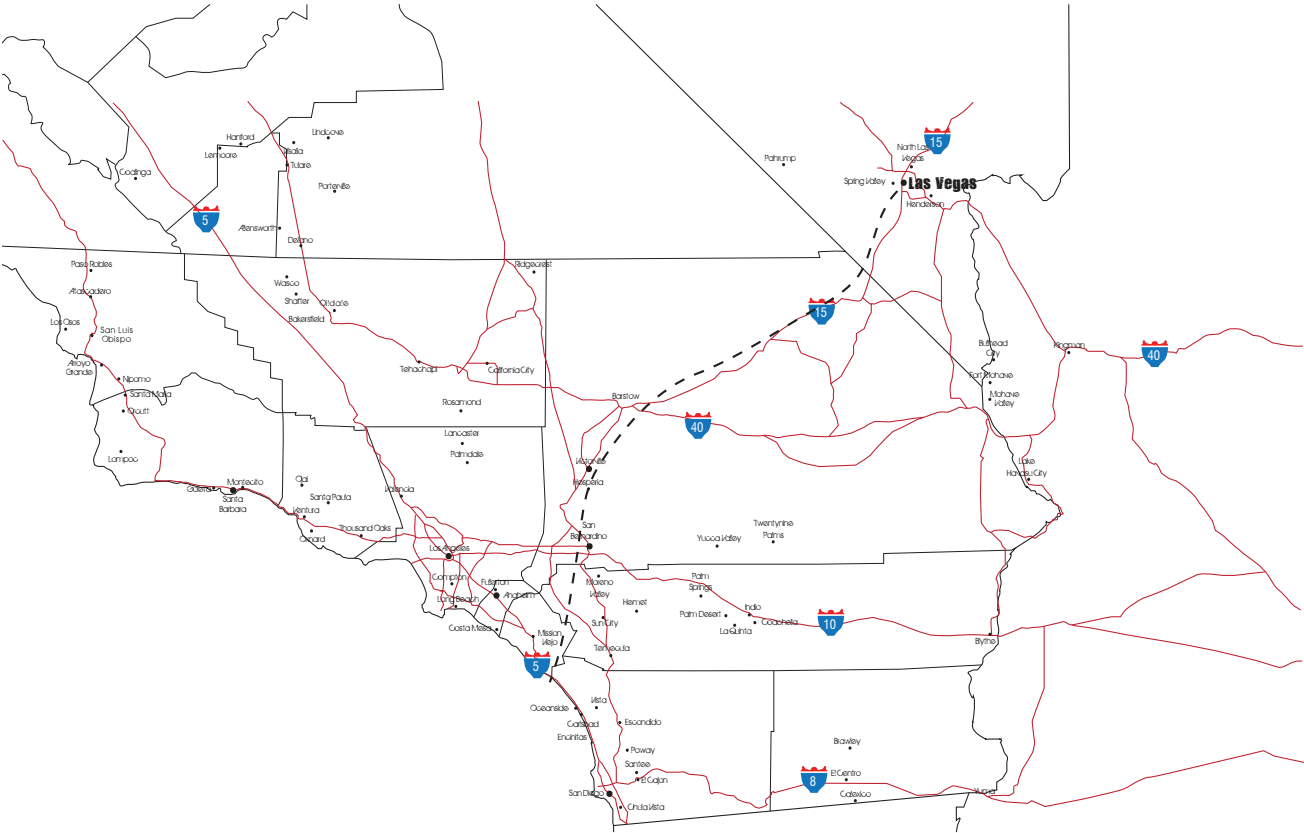 Lindcove
Hanford
15
Visalia
North Las
Vegas
Lemoore
Tulare
Pahrump
Coalinga
Spring Valley
Las Vegas
Porterville
Henderson
5
Allensworth
Delano
Paso Robles
Ridgecrest
Wasco
Atascadero
Shafter
Oildale
15
Los Osos
Bakersfield
San Luis
Obispo
Bullhead
City
Kingman
40
Arroyo
Grande
Tehachapi
California City
Nipomo
Fort Mohave
Santa Maria
Barstow
Mohave
Valley
Orcutt
Rosamond
40
Lancaster
Lompoc
Palmdale
Victorville
Lake
Havasu City
Ojai
Hesperia
Goleta
Montecito
Valencia
Santa
Barbara
Santa Paula
Ventura
San
Bernardino
Twentynine
Palms
Oxnard
Thousand Oaks
Yucca Valley
Los Angeles
Compton
Fullerton
Moreno
Valley
Palm
Springs
Anaheim
Long Beach
Hemet
Palm Desert
Indio
Coachella
10
Costa Mesa
Sun City
La Quinta
Mission
Viejo
Blythe
Temecula
5
Vista
Oceanside
Carlsbad
Escondido
Encinitas
Brawley
Poway
Santee
El Cajon
8
El Centro
San Diego
Calexico
Yuma
Chula Vista